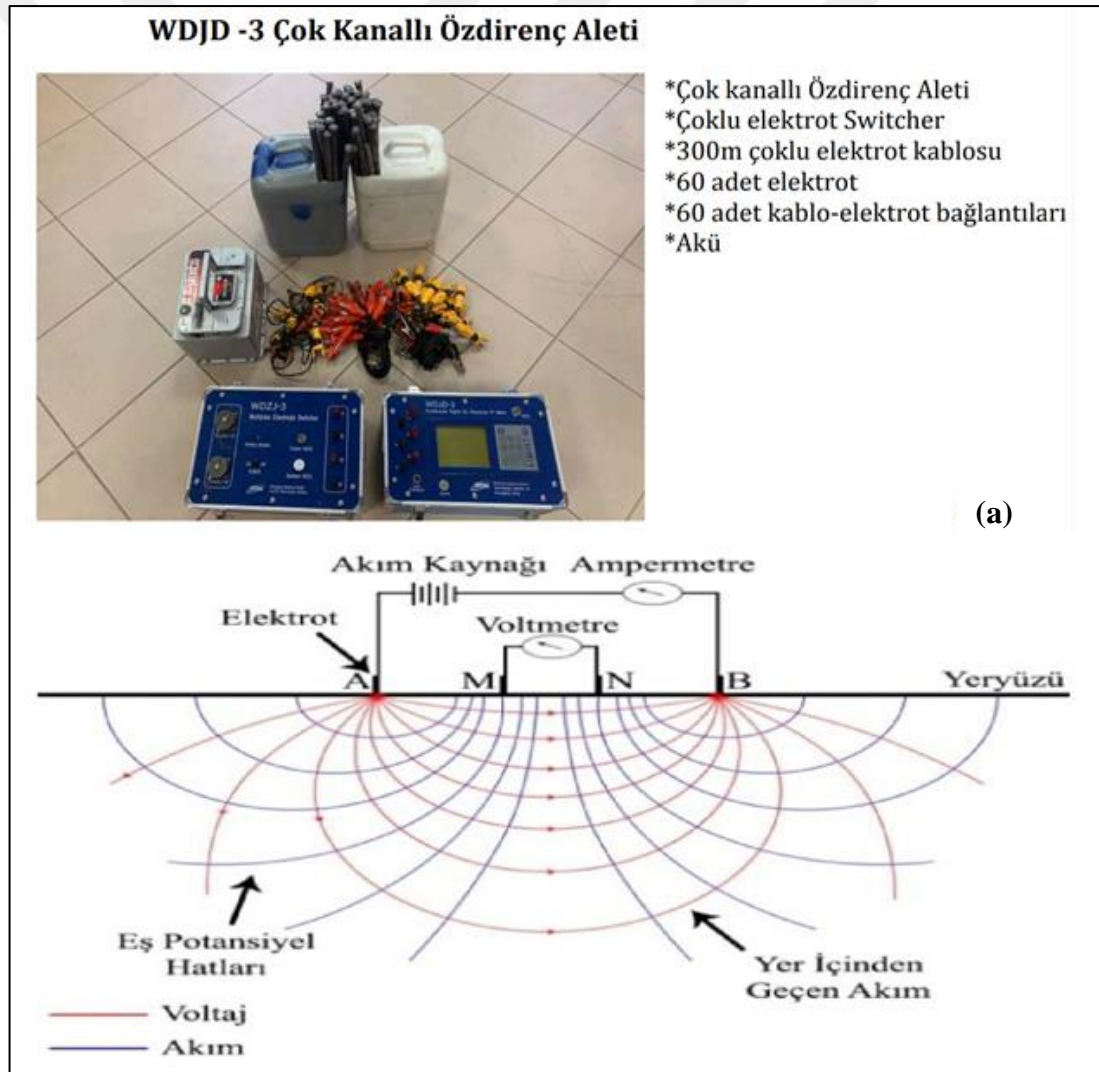 WDJD -3 Çok Kanallı Özdirenç Aleti
*Çok kanallı Özdirenç Aleti
*Çoklu elektrot Switcher
*300m çoklu elektrot kablosu
*60 adet elektrot
*60 adet kablo-elektrot bağlantıları
*Akü
WDZJ-3
WDJD-3
(a)
Akım Kaynağı Ampermetre
Elektrot
Voltmetre
A M N B Yeryüzü
Eş Potansiyel
Hatları
Yer İçinden
Geçen Akım
Voltaj
Akım